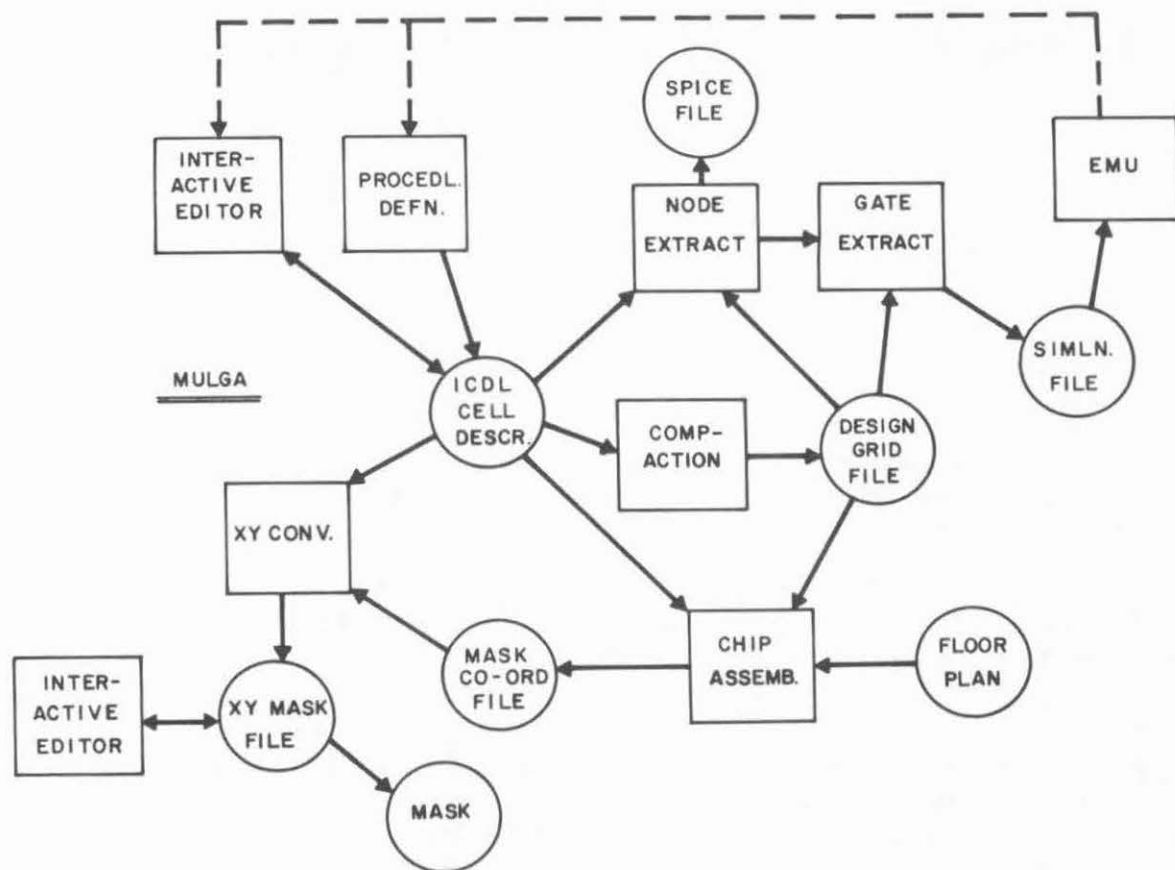 SPICE
FILE
INTER-
ACTIVE
EDITOR
PROCEDL.
DEFN.
NODE
EXTRACT
GATE
EXTRACT
EMU
MULGA
ICDL
CELL
DESCR.
COMP-
ACTION
DESIGN
GRID
FILE
SIMLN.
FILE
XY CONV.
INTER-
ACTIVE
EDITOR
XY MASK
FILE
MASK
CO-ORD
FILE
CHIP
ASSEMB.
FLOOR
PLAN
MASK